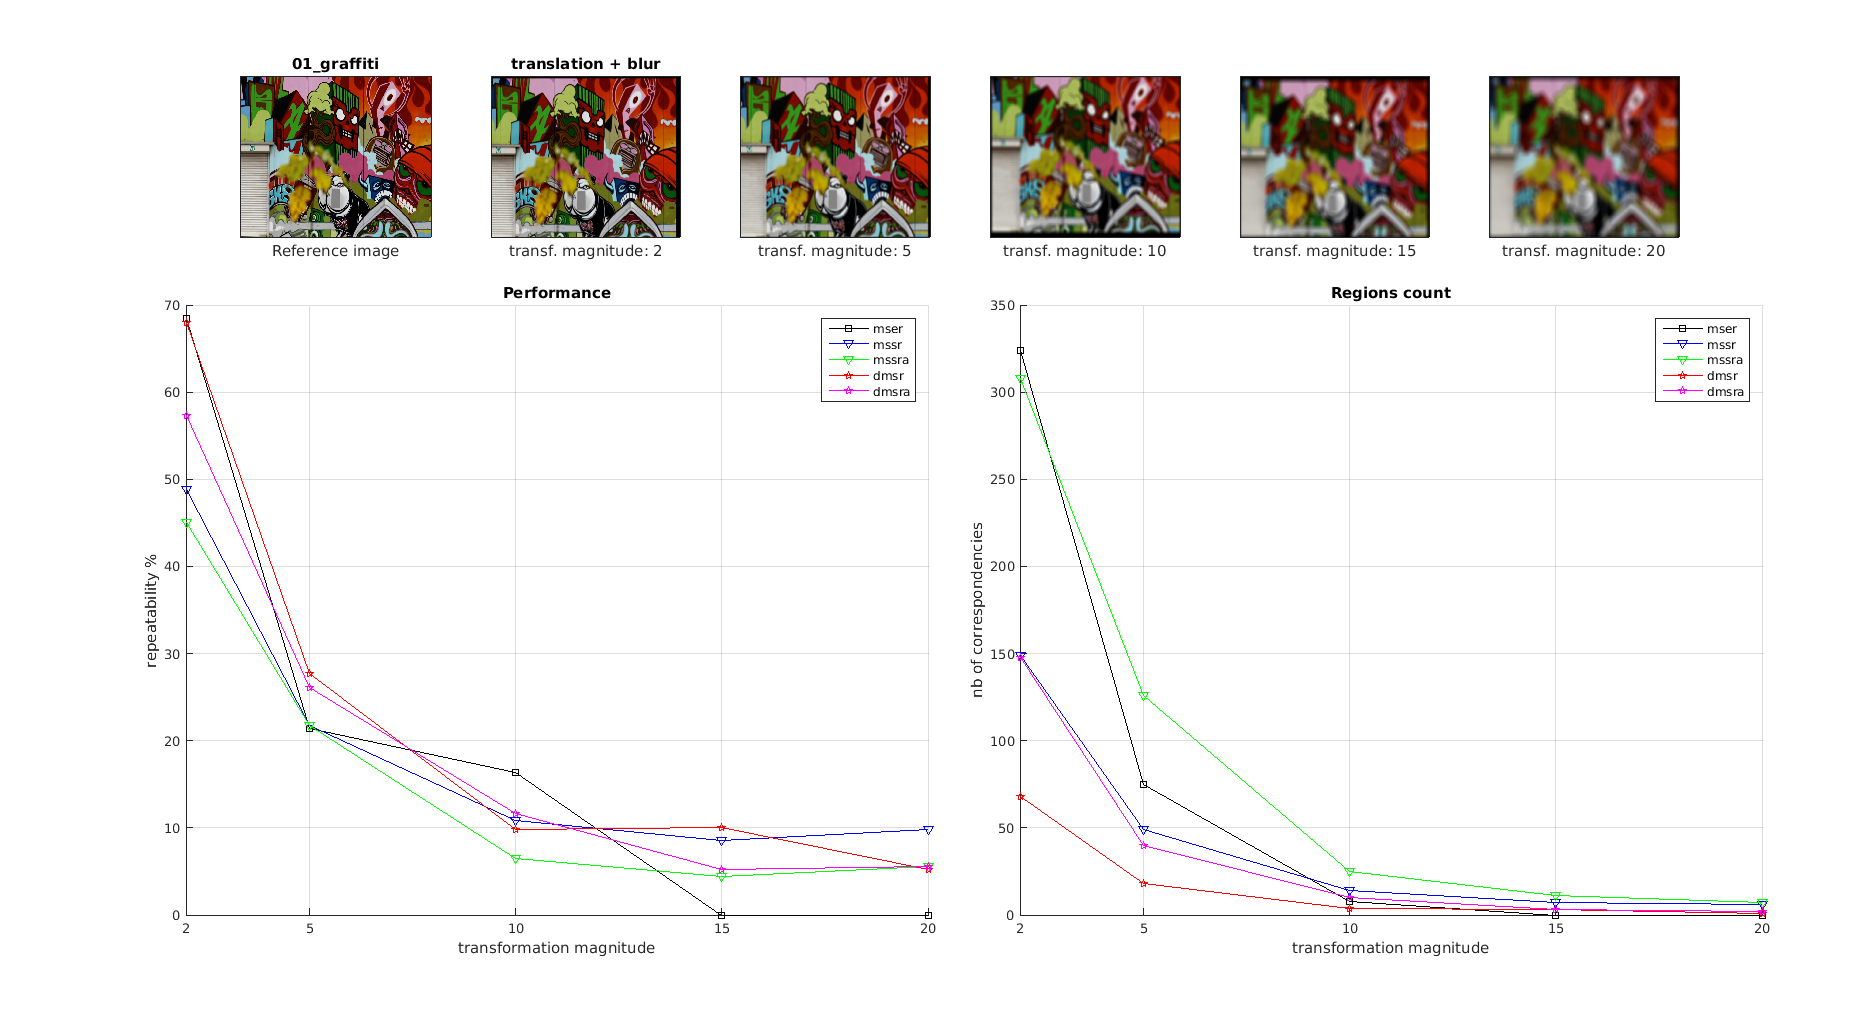 01_graffiti
translation + blur
Reference image
transf. magnitude: 2
transf. magnitude: 5
transf. magnitude: 10
transf. magnitude: 15
transf. magnitude: 20
Performance
70
60
50
40
30
20
10
0
repeatability %
2
5
10
15
20
transformation magnitude
mser
mssr
mssra
dmsr
dmsra
Regions count
350
300
250
200
150
100
50
0
nb of correspondencies
2
5
10
15
20
transformation magnitude
mser
mssr
mssra
dmsr
dmsra